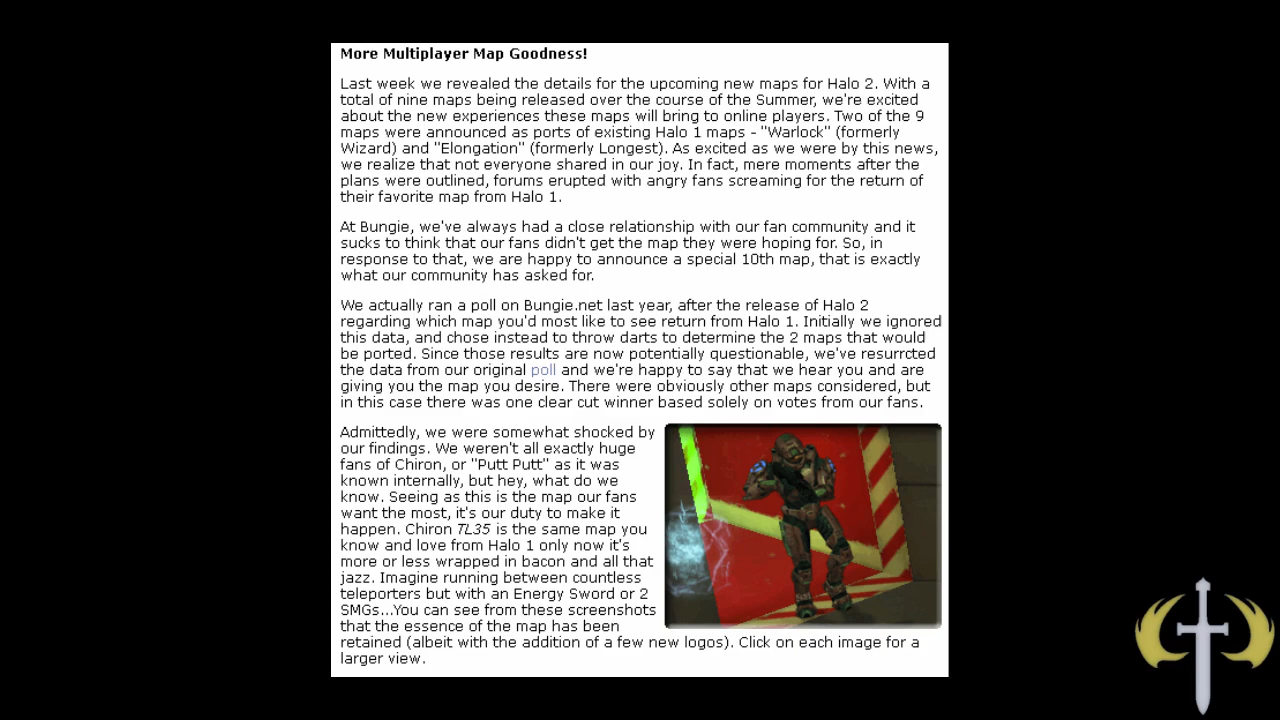 More Multiplayer Map Goodness!
Last week we revealed the details for the upcoming new maps for Halo 2. With a
total of nine maps being released over the course of the Summer, we're excited
about the new experiences these maps will bring to online players. Two of the 9
maps were announced as ports of existing Halo 1 maps - "Warlock" (formerly
Wizard) and "Elongation" (formerly Longest). As excited as we were by this news,
we realize that not everyone shared in our joy. In fact, mere moments after the
plans were outlined, forums erupted with angry fans screaming for the return of
their favorite map from Halo 1.
At Bungie, we've always had a close relationship with our fan community and it
sucks to think that our fans didn't get the map they were hoping for. So, in
response to that, we are happy to announce a special 10th map, that is exactly
what our community has asked for.
We actually ran a poll on Bungie.net last year, after the release of Halo 2
regarding which map you'd most like to see return from Halo 1. Initially we ignored
this data, and chose instead to throw darts to determine the 2 maps that would
be ported. Since those results are now potentially questionable, we've resurrcted
the data from our original poll and we're happy to say that we hear you and are
giving you the map you desire. There were obviously other maps considered, but
in this case there was one clear cut winner based solely on votes from our fans.
Admittedly, we were somewhat shocked by
our findings. We weren't all exactly huge
fans of Chiron, or "Putt Putt" as it was
known internally, but hey, what do we
know. Seeing as this is the map our fans
want the most, it's our duty to make it
happen. Chiron TL35 is the same map you
know and love from Halo 1 only now it's
more or less wrapped in bacon and all that
jazz. Imagine running between countless
teleporters but with an Energy Sword or 2
SMGs...You can see from these screenshots
that the essence of the map has been
retained (albeit with the addition of a few new logos). Click on each image for a
larger view.